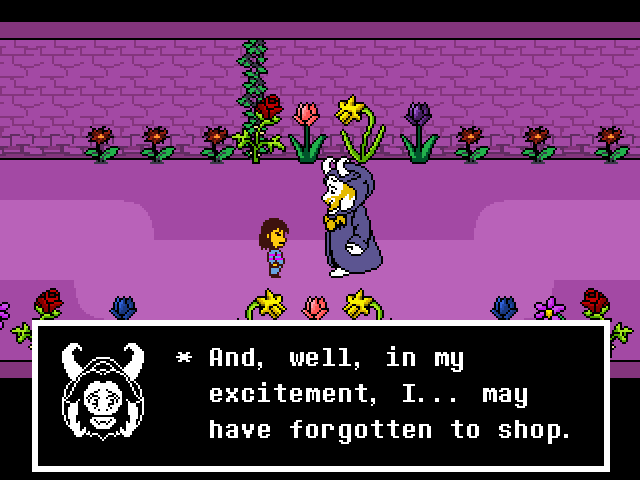 * And, well, in my
excitement, I... may
have forgotten to shop.